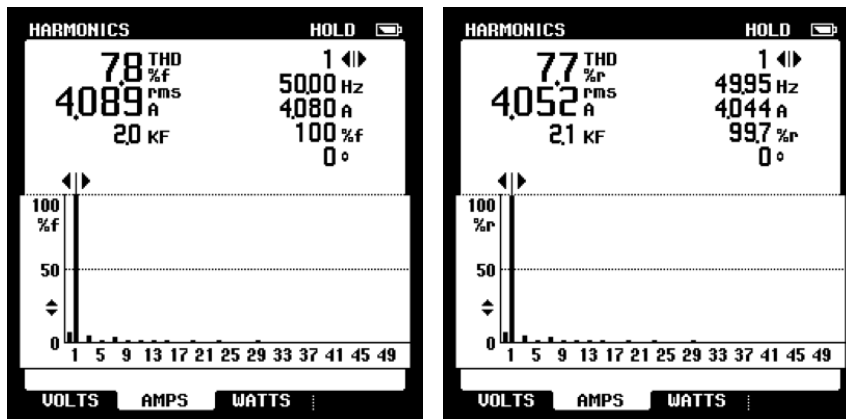 HARMONICS HOLD
7.8 THD %f 1
50.00 Hz
4.089 rms A 4.080 A
2.0 KF 100 %f
0 °
100
%f
50
0
1 5 9 13 17 21 25 29 33 37 41 45 49
VOLTS AMPS WATTS
HARMONICS HOLD
7.7 THD %r 1
49.95 Hz
4.052 rms A 4.044 A
2.1 KF 99.7 %r
0 °
100
%r
50
0
1 5 9 13 17 21 25 29 33 37 41 45 49
VOLTS AMPS WATTS